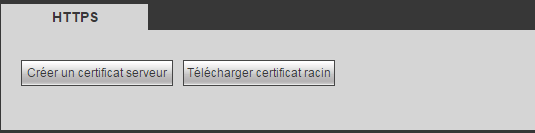 HTTPS
Créer un certificat serveur
Télécharger certificat racin